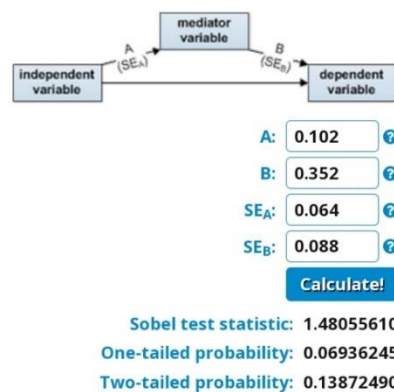 mediator
variable
A
(SEA)
B
(SEB)
independent
variable
dependent
variable
A: 0.102 ?
B: 0.352 ?
SEA: 0.064 ?
SEB: 0.088 ?
Calculate!
Sobel test statistic: 1.48055610
One-tailed probability: 0.06936245
Two-tailed probability: 0.13872490